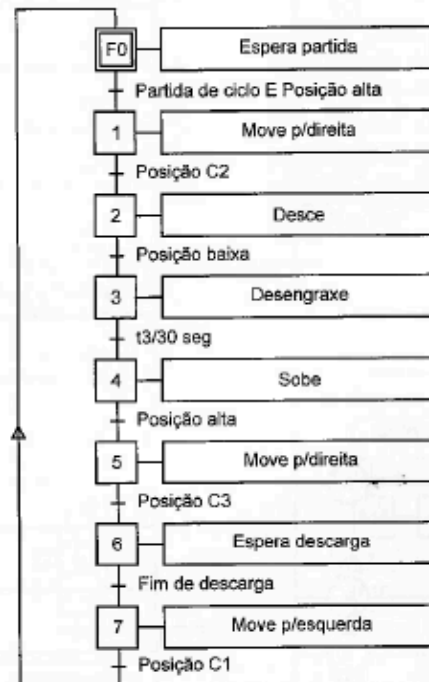 F0 Espera partida
Partida de ciclo E Posição alta
1 Move p/direita
Posição C2
2 Desce
Posição baixa
3 Desengraxe
t3/30 seg
4 Sobe
Posição alta
5 Move p/direita
Posição C3
6 Espera descarga
Fim de descarga
7 Move p/esquerda
Posição C1